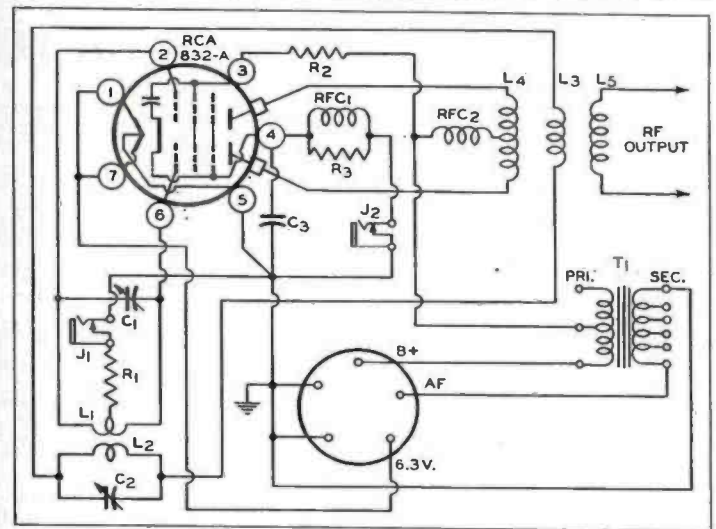 RCA
832-A
2
3
1
4
7
5
6
R2
RFC1
R3
L4
L3
L5
RFC2
RF
OUTPUT
C3
J2
T1
PRI.
SEC.
C1
J1
R1
L1
L2
C2
B+
AF
6.3V.